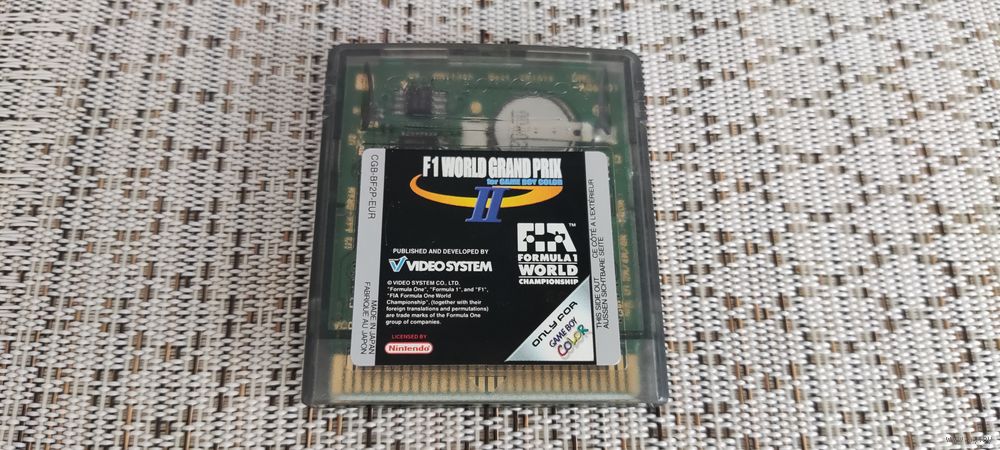 F1 WORLD GRAND PRIX
for GAME BOY COLOR
II
PUBLISHED AND DEVELOPED BY
VIDEO SYSTEM
© VIDEO SYSTEM CO., LTD.
"Formula One", "Formula 1", and "F1",
"FIA Formula One World
Championship", (together with their
foreign translations and permutations)
are trade marks of the Formula One
group of companies.
LICENSED BY
Nintendo
FIA™
FORMULA 1
WORLD
CHAMPIONSHIP
ONLY FOR
GAME BOY
COLOR
CGB-BF2P-EUR
MADE IN JAPAN
FABRIQUÉ AU JAPON
THIS SIDE OUT CE CÔTÉ À L'EXTÉRIEUR
AUSSEN SICHTBARE SEITE